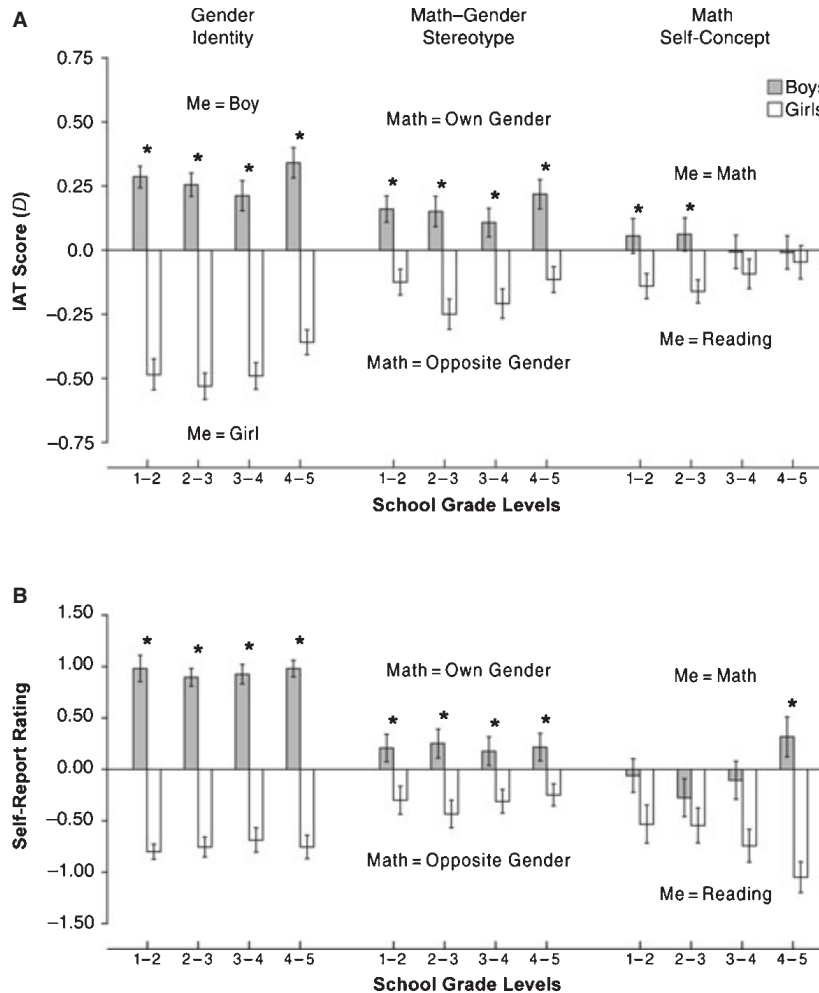 A
Gender Identity
Math–Gender Stereotype
Math Self-Concept
Boys
Girls
0.75
0.50
0.25
0.0
−0.25
−0.50
−0.75
IAT Score (D)
Me = Boy
Math = Own Gender
Me = Math
* * * *
* * * *
* *
Me = Girl
Math = Opposite Gender
Me = Reading
1–2 2–3 3–4 4–5
1–2 2–3 3–4 4–5
1–2 2–3 3–4 4–5
School Grade Levels
B
1.50
1.00
0.50
0.00
−0.50
−1.00
−1.50
Self-Report Rating
* * * *
Math = Own Gender
* * * *
Me = Math
*
Math = Opposite Gender
Me = Reading
1–2 2–3 3–4 4–5
1–2 2–3 3–4 4–5
1–2 2–3 3–4 4–5
School Grade Levels